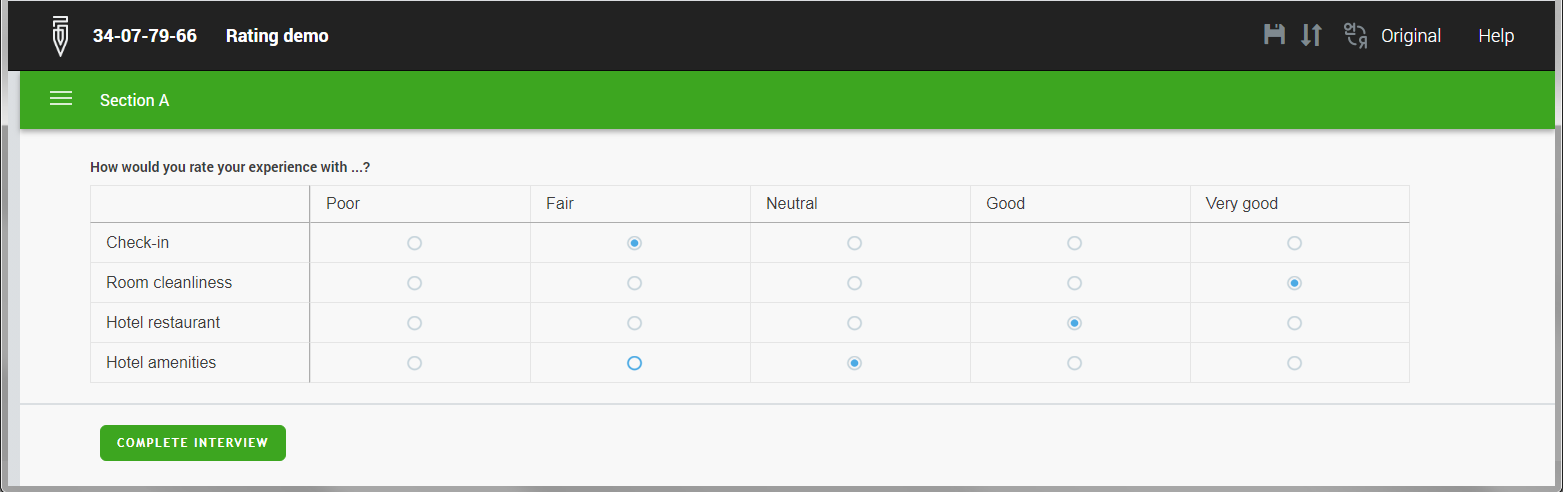 34-07-79-66 Rating demo Original Help
Section A
How would you rate your experience with ...?
Poor Fair Neutral Good Very good
Check-in
Room cleanliness
Hotel restaurant
Hotel amenities
COMPLETE INTERVIEW